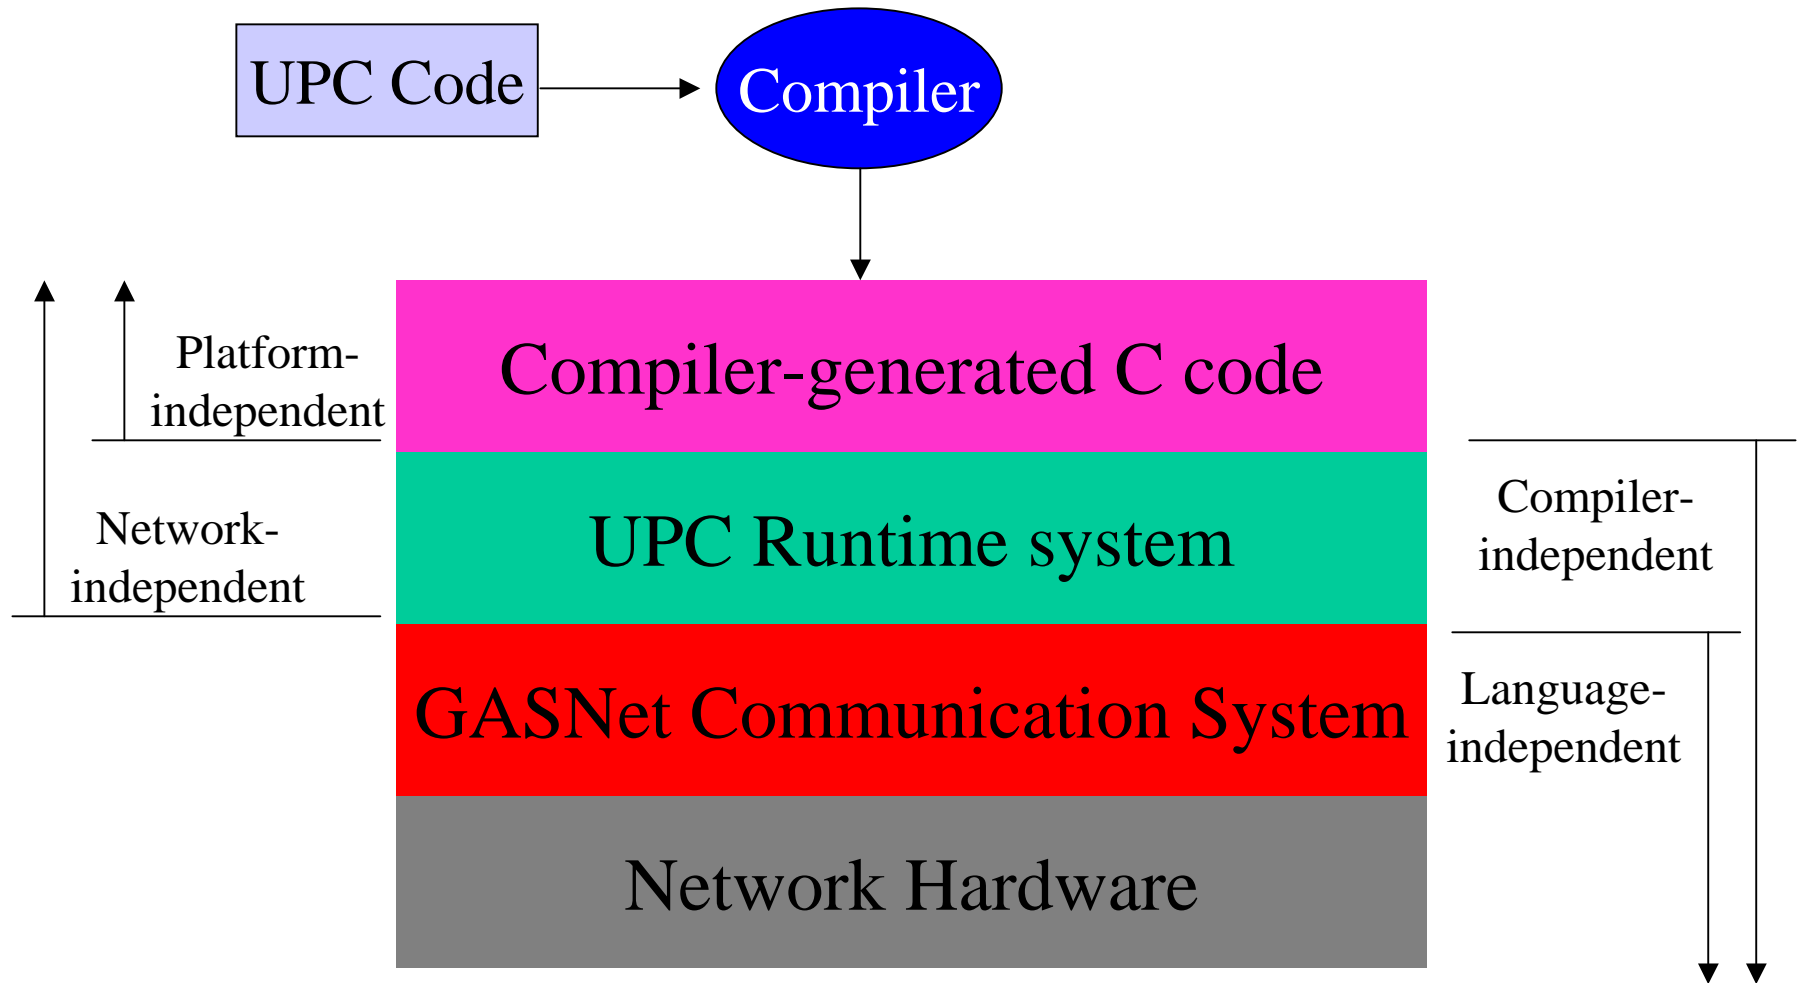 UPC Code
Compiler
Compiler-generated C code
Platform-
independent
UPC Runtime system
Network-
independent
Compiler-
independent
GASNet Communication System
Language-
independent
Network Hardware